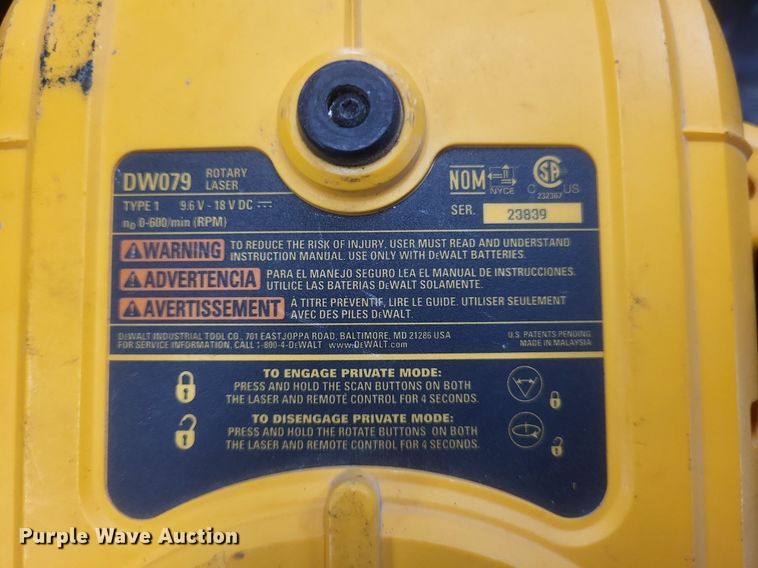 DW079 ROTARY LASER
TYPE 1 9.6 V - 18 V DC
n0 0-600/min (RPM)
NOM NYCE
SA C US
232367
SER. 23839
WARNING TO REDUCE THE RISK OF INJURY, USER MUST READ AND UNDERSTAND
INSTRUCTION MANUAL. USE ONLY WITH DEWALT BATTERIES.
ADVERTENCIA PARA EL MANEJO SEGURO LEA EL MANUAL DE INSTRUCCIONES.
UTILICE LAS BATERIAS DEWALT SOLAMENTE.
AVERTISSEMENT À TITRE PRÉVENTIF, LIRE LE GUIDE. UTILISER SEULEMENT
AVEC DES PILES DEWALT.
DEWALT INDUSTRIAL TOOL CO., 701 EAST JOPPA ROAD, BALTIMORE, MD 21286 USA
FOR SERVICE INFORMATION, CALL 1-800-4-DEWALT www.DEWALT.com
U.S. PATENTS PENDING
MADE IN MALAYSIA
TO ENGAGE PRIVATE MODE:
PRESS AND HOLD THE SCAN BUTTONS ON BOTH
THE LASER AND REMOTE CONTROL FOR 4 SECONDS.
TO DISENGAGE PRIVATE MODE:
PRESS AND HOLD THE ROTATE BUTTONS ON BOTH
THE LASER AND REMOTE CONTROL FOR 4 SECONDS.
Purple Wave Auction